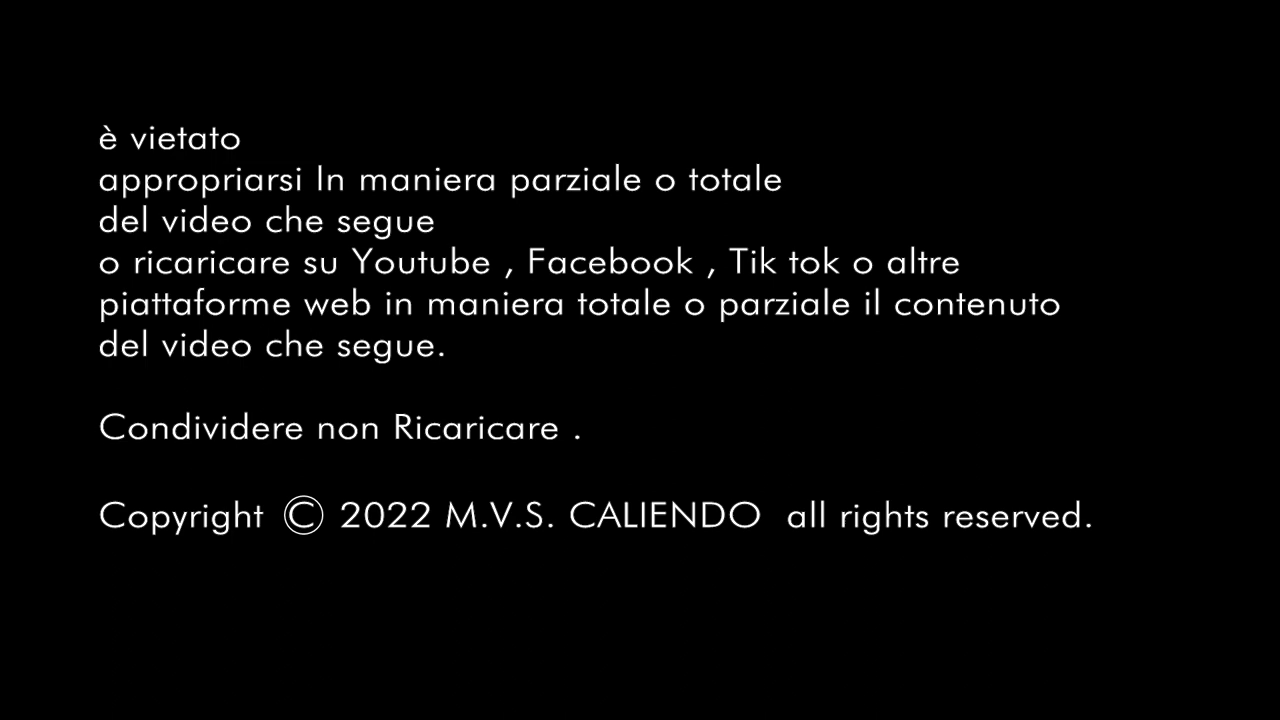 è vietato
appropriarsi In maniera parziale o totale
del video che segue
o ricaricare su Youtube , Facebook , Tik tok o altre
piattaforme web in maniera totale o parziale il contenuto
del video che segue.
Condividere non Ricaricare .
Copyright © 2022 M.V.S. CALIENDO all rights reserved.